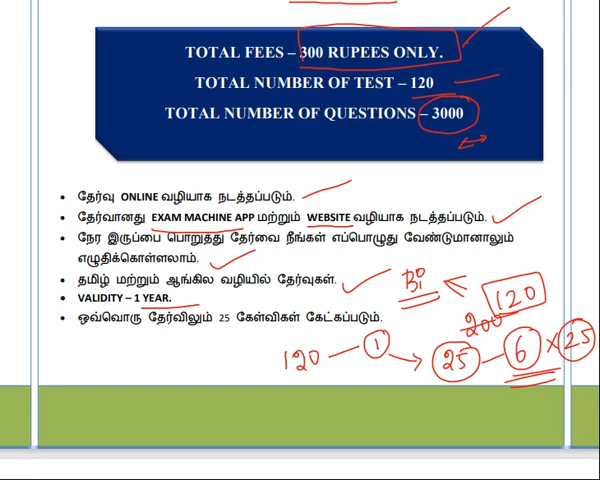 TOTAL FEES – 300 RUPEES ONLY.
TOTAL NUMBER OF TEST – 120
TOTAL NUMBER OF QUESTIONS – 3000
• தேர்வு ONLINE வழியாக நடத்தப்படும்.
• தேர்வானது EXAM MACHINE APP மற்றும் WEBSITE வழியாக நடத்தப்படும்.
• நேர இருப்பை பொறுத்து தேர்வை நீங்கள் எப்பொழுது வேண்டுமானாலும்
எழுதிக்கொள்ளலாம்.
• தமிழ் மற்றும் ஆங்கில வழியில் தேர்வுகள்.
Bi
120
• VALIDITY – 1 YEAR.
• ஒவ்வொரு தேர்விலும் 25 கேள்விகள் கேட்கப்படும்.
200
120 – 1 → 25 – 6 × 25